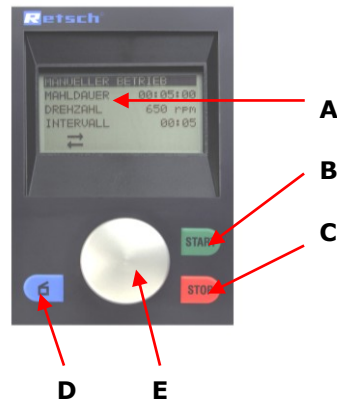 Retsch
MANUELLER BETRIEB
MAHLDAUER 00:05:00
DREHZAHL 650 rpm
INTERVALL 00:05
A
B
START
C
STOP
D E